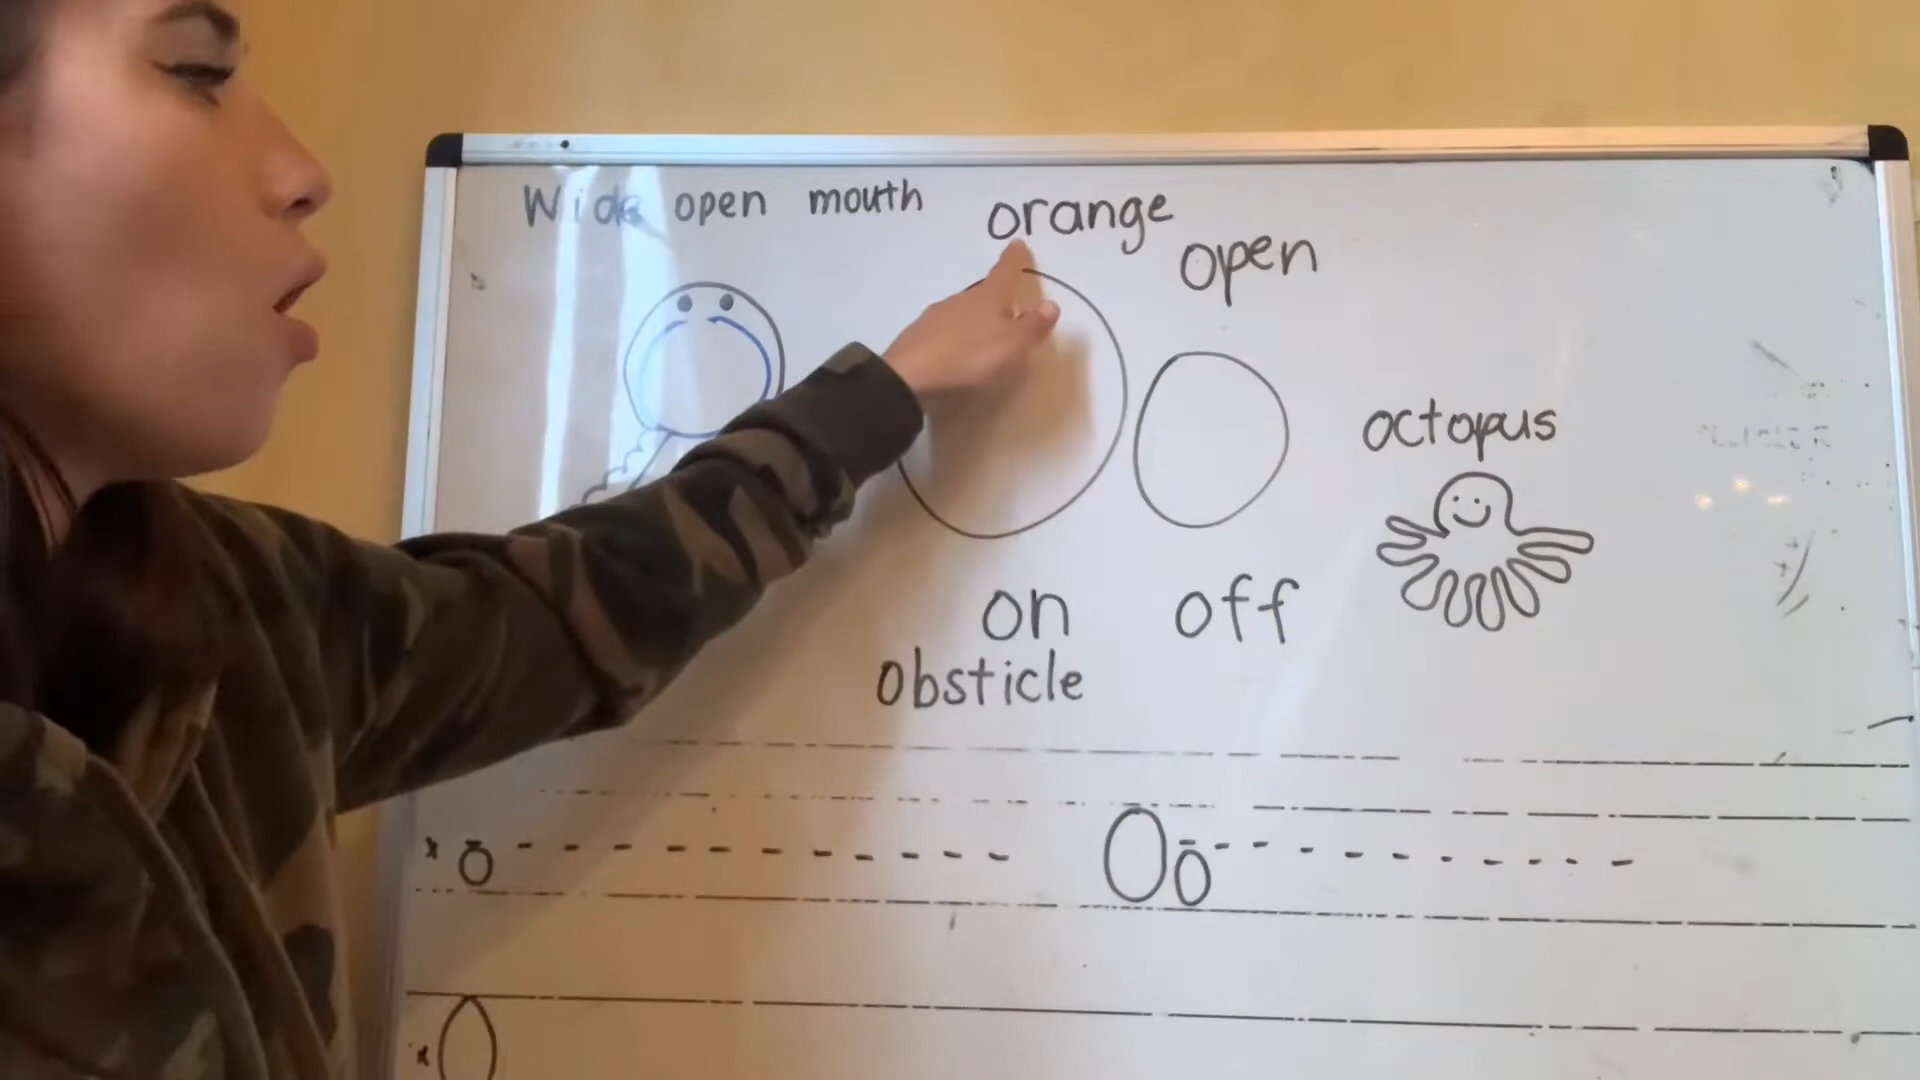 Wide open mouth
orange
open
octopus
on off
obsticle
o Oo
O